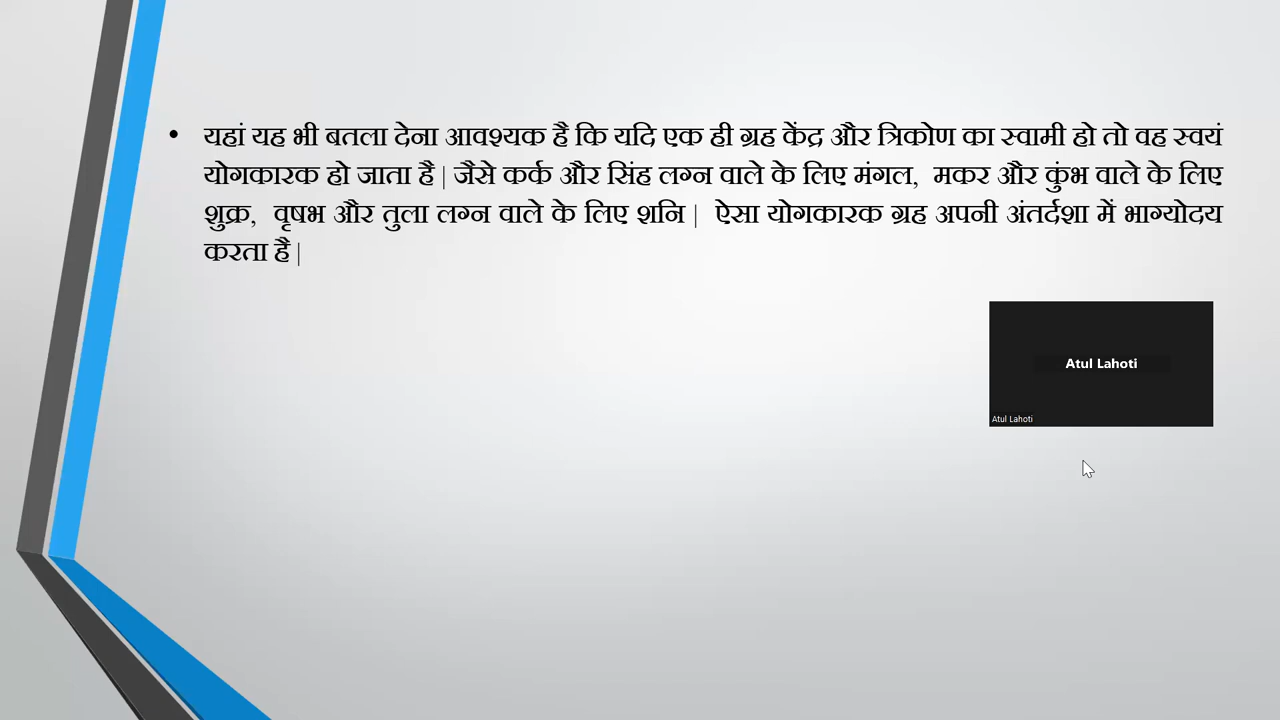 • यहां यह भी बतला देना आवश्यक है कि यदि एक ही ग्रह केंद्र और त्रिकोण का स्वामी हो तो वह स्वयं
योगकारक हो जाता है | जैसे कर्क और सिंह लग्न वाले के लिए मंगल, मकर और कुंभ वाले के लिए
शुक्र, वृषभ और तुला लग्न वाले के लिए शनि | ऐसा योगकारक ग्रह अपनी अंतर्दशा में भाग्योदय
करता है |
Atul Lahoti
Atul Lahoti